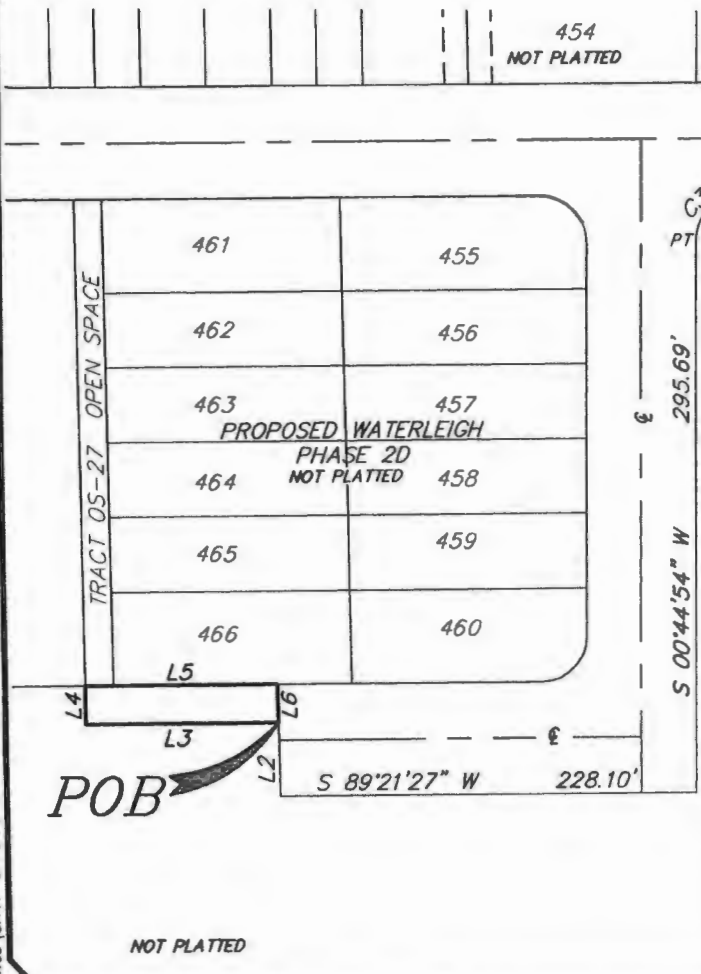 454
NOT PLATTED
PT
461
455
462
456
463
457
PROPOSED WATERLEIGH
PHASE 2D
NOT PLATTED
464
458
465
459
466
460
TRACT OS-27 OPEN SPACE
℄
295.69'
S 00°44'54" W
L5
L4
L6
L3
L2
℄
POB
S 89°21'27" W
228.10'
NOT PLATTED